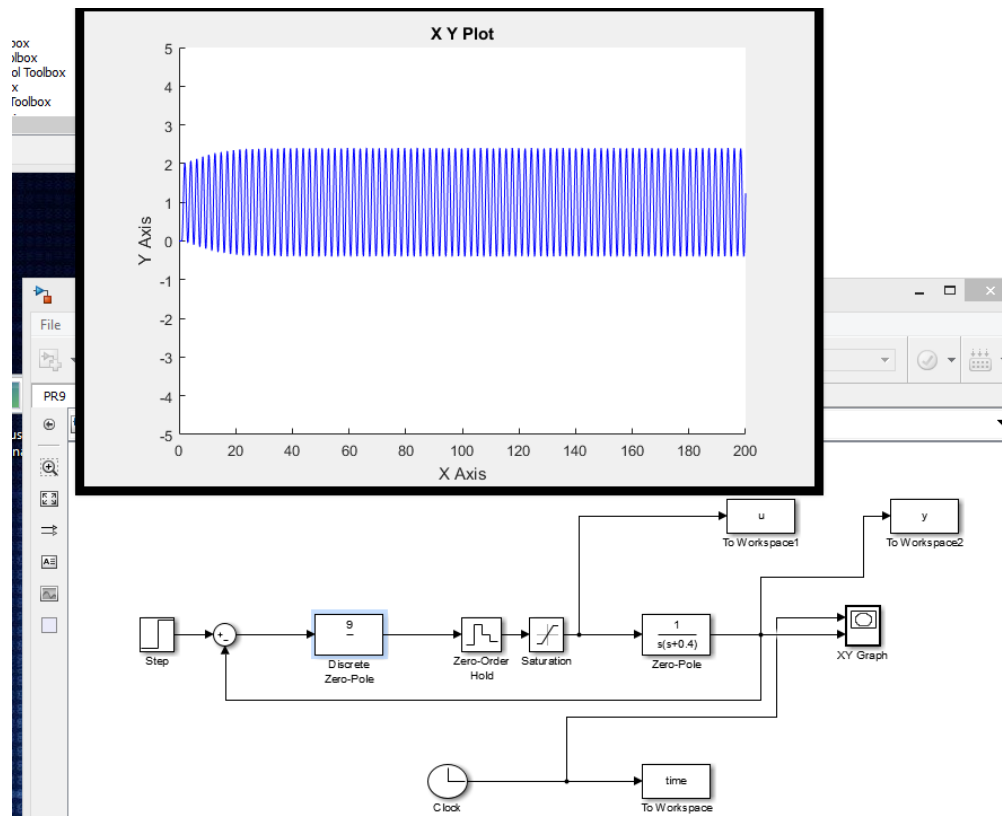 X Y Plot
ol Toolbox
Toolbox
5
4
3
2
1
0
-1
-2
-3
-4
-5
Y Axis
0
20
40
60
80
100
120
140
160
180
200
X Axis
File
PR9
u
To Workspace1
y
To Workspace2
Step
+
-
9
Discrete
Zero-Pole
Zero-Order
Hold
Saturation
1
s(s+0.4)
Zero-Pole
XY Graph
Clock
time
To Workspace